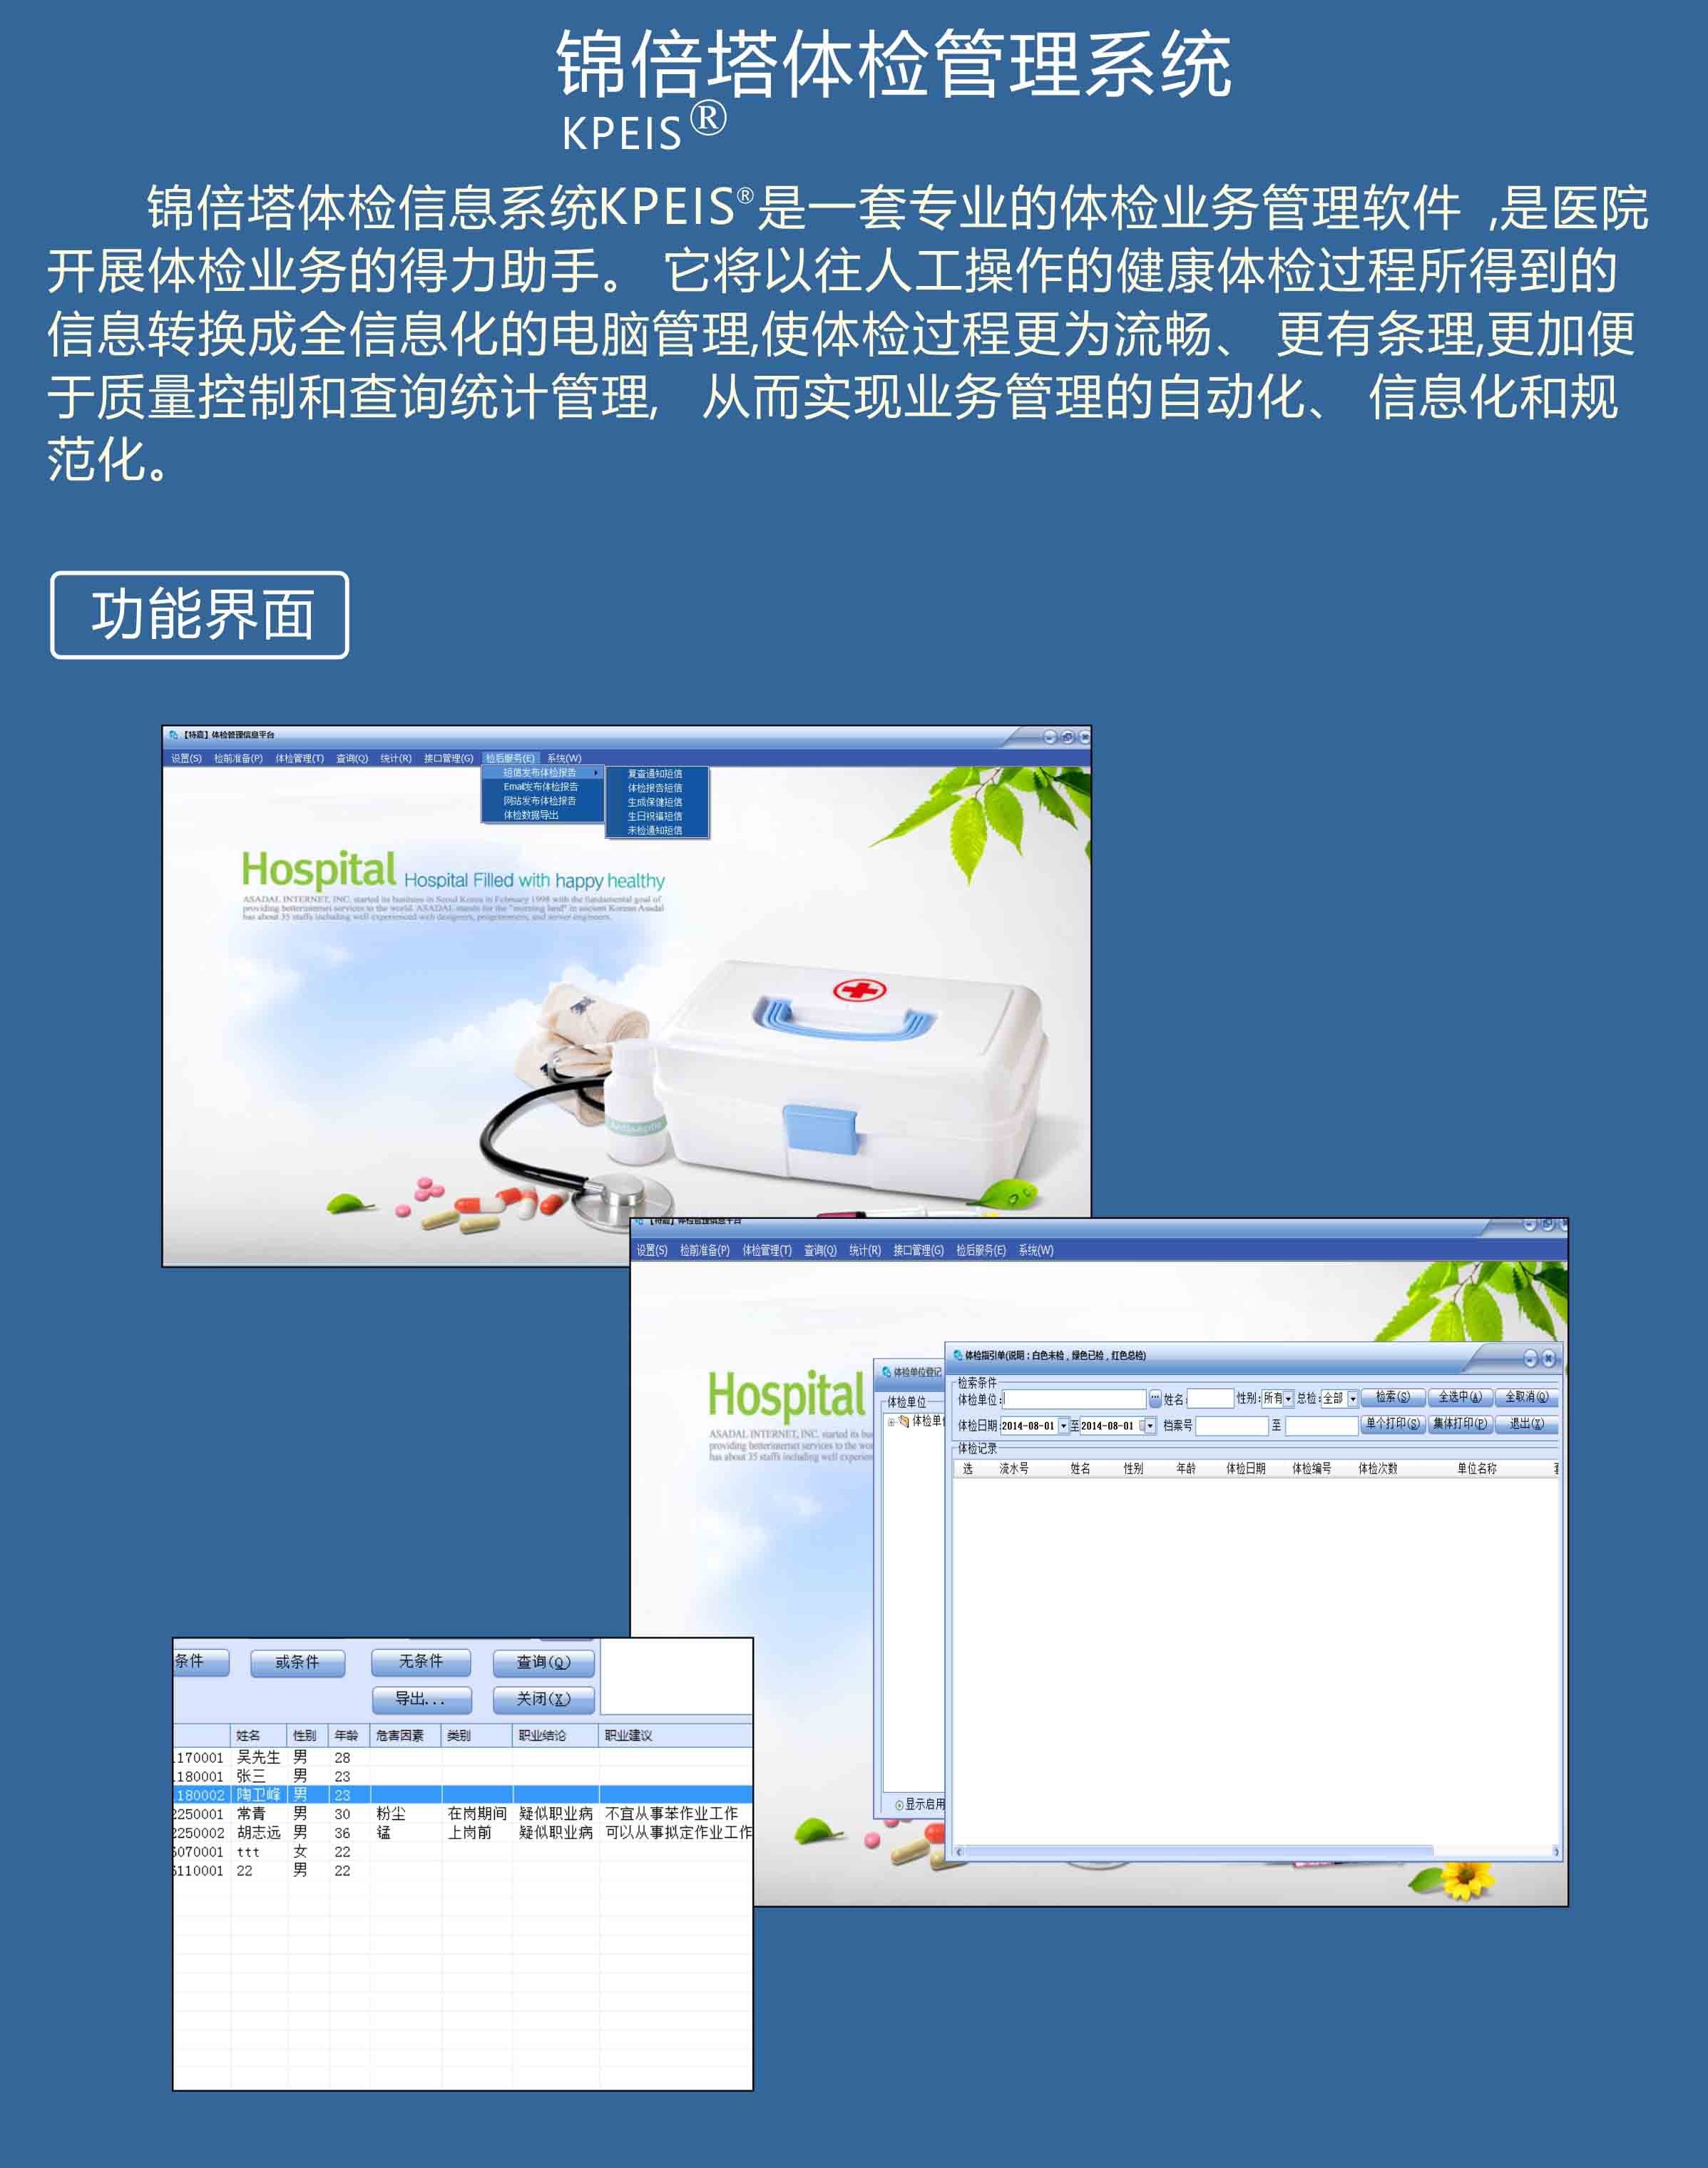 锦倍塔体检管理系统
KPEIS®
锦倍塔体检信息系统KPEIS®是一套专业的体检业务管理软件 ,是医院
开展体检业务的得力助手。 它将以往人工操作的健康体检过程所得到的
信息转换成全信息化的电脑管理,使体检过程更为流畅、 更有条理,更加便
于质量控制和查询统计管理, 从而实现业务管理的自动化、 信息化和规
范化。
功能界面
【特嘉】体检管理信息平台
设置(S) 检前准备(P) 体检管理(T) 查询(Q) 统计(R) 接口管理(G) 检后服务(E) 系统(W)
短信发布体检报告
Email发布体检报告
网站发布体检报告
体检数据导出
复查通知短信
体检报告短信
生成保健短信
生日祝福短信
未检通知短信
Hospital Hospital Filled with happy healthy
ASADAL INTERNET, INC. started its business in Seoul Korea in February 1998 with the fundamental goal of
providing betterinternet services to the world. ASADAL stands for the "morning land" in ancient Korean Asadal
has about 35 staffs including well experienced web designers, programmers, and server engineers.
Antiseptic
【特嘉】体检管理信息平台
设置(S) 检前准备(P) 体检管理(T) 查询(Q) 统计(R) 接口管理(G) 检后服务(E) 系统(W)
Hospital
ASADAL INTERNET, INC. started its bu
providing betterinternet services to the wo
has about 35 staffs including well experien
体检单位登记
体检单位
体检单
显示启用
体检指引单(说明：白色未检，绿色已检，红色总检)
检索条件
体检单位: 姓名: 性别:所有 总检:全部 检索(S) 全选中(A) 全取消(Q)
体检日期 2014-08-01 至 2014-08-01 档案号 至 单个打印(S) 集体打印(P) 退出(X)
体检记录
选 流水号 姓名 性别 年龄 体检日期 体检编号 体检次数 单位名称
条件 或条件 无条件 查询(Q)
导出... 关闭(X)
姓名 性别 年龄 危害因素 类别 职业结论 职业建议
1170001 吴先生 男 28
1180001 张三 男 23
180002 陶卫峰 男 23
2250001 常青 男 30 粉尘 在岗期间 疑似职业病 不宜从事苯作业工作
2250002 胡志远 男 36 锰 上岗前 疑似职业病 可以从事拟定作业工作
5070001 ttt 女 22
5110001 22 男 22